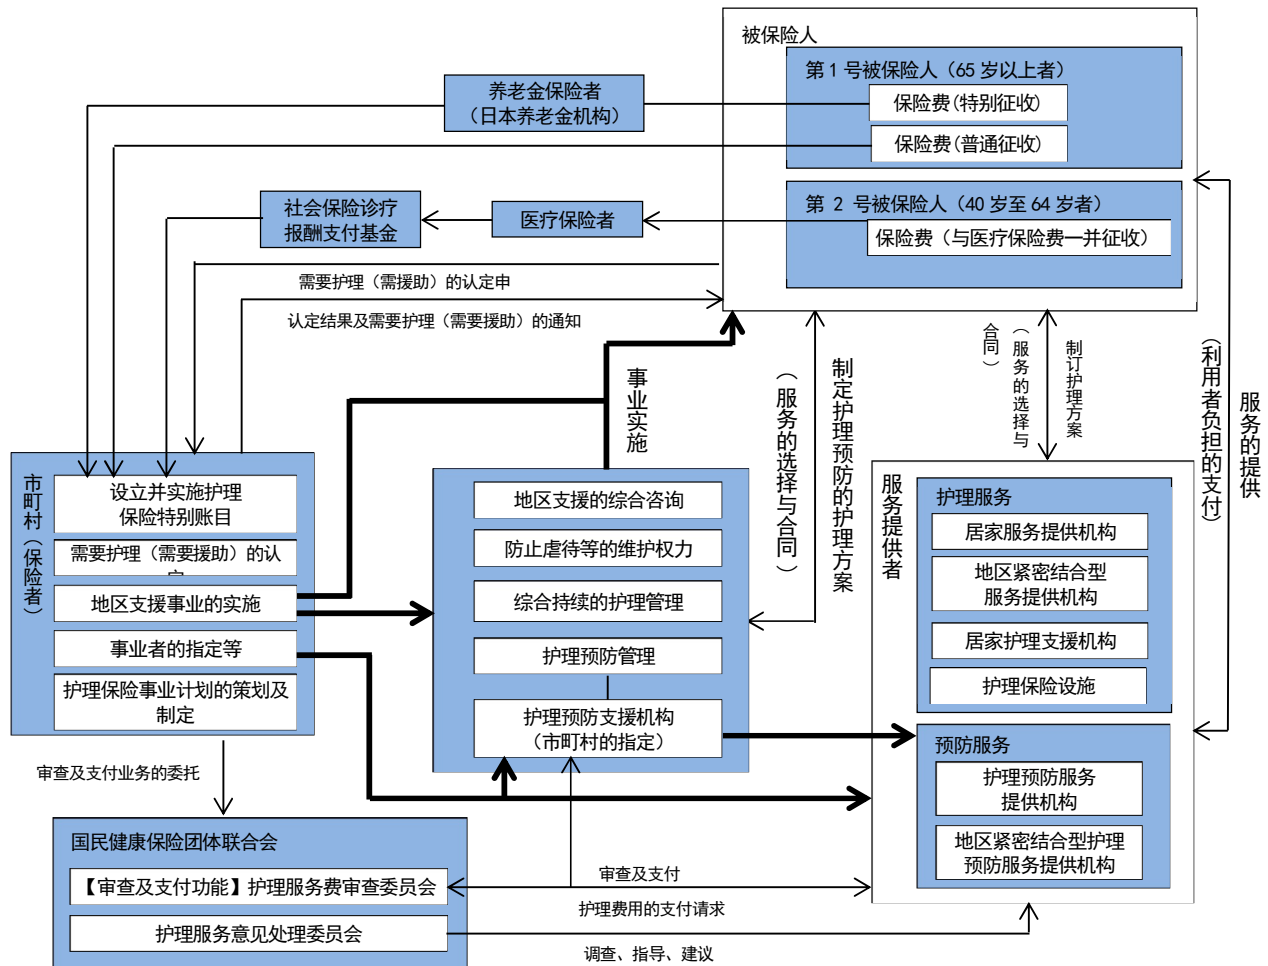 被保险人
第1号被保险人（65岁以上者）
保险费(特别征收)
保险费(普通征收)
养老金保险者
（日本养老金机构）
第 2 号被保险人（40岁至64岁者）
保险费（与医疗保险费一并征收）
社会保险诊疗
报酬支付基金
医疗保险者
需要护理（需援助）的认定申
认定结果及需要护理（需要援助）的通知
事业实施
（服务的选择与合同）
制定护理预防的护理方案
（服务的选择与
合同）
制订护理方案
（利用者负担的支付）
服务的提供
市町村（保险者）
设立并实施护理
保险特别账目
需要护理（需要援助）的认
地区支援事业的实施
事业者的指定等
护理保险事业计划的策划及
制定
地区支援的综合咨询
防止虐待等的维护权力
综合持续的护理管理
护理预防管理
护理预防支援机构
（市町村的指定）
服务提供者
护理服务
居家服务提供机构
地区紧密结合型
服务提供机构
居家护理支援机构
护理保险设施
预防服务
护理预防服务
提供机构
地区紧密结合型护理
预防服务提供机构
审查及支付业务的委托
国民健康保险团体联合会
【审查及支付功能】护理服务费审查委员会
护理服务意见处理委员会
审查及支付
护理费用的支付请求
调查、指导、建议